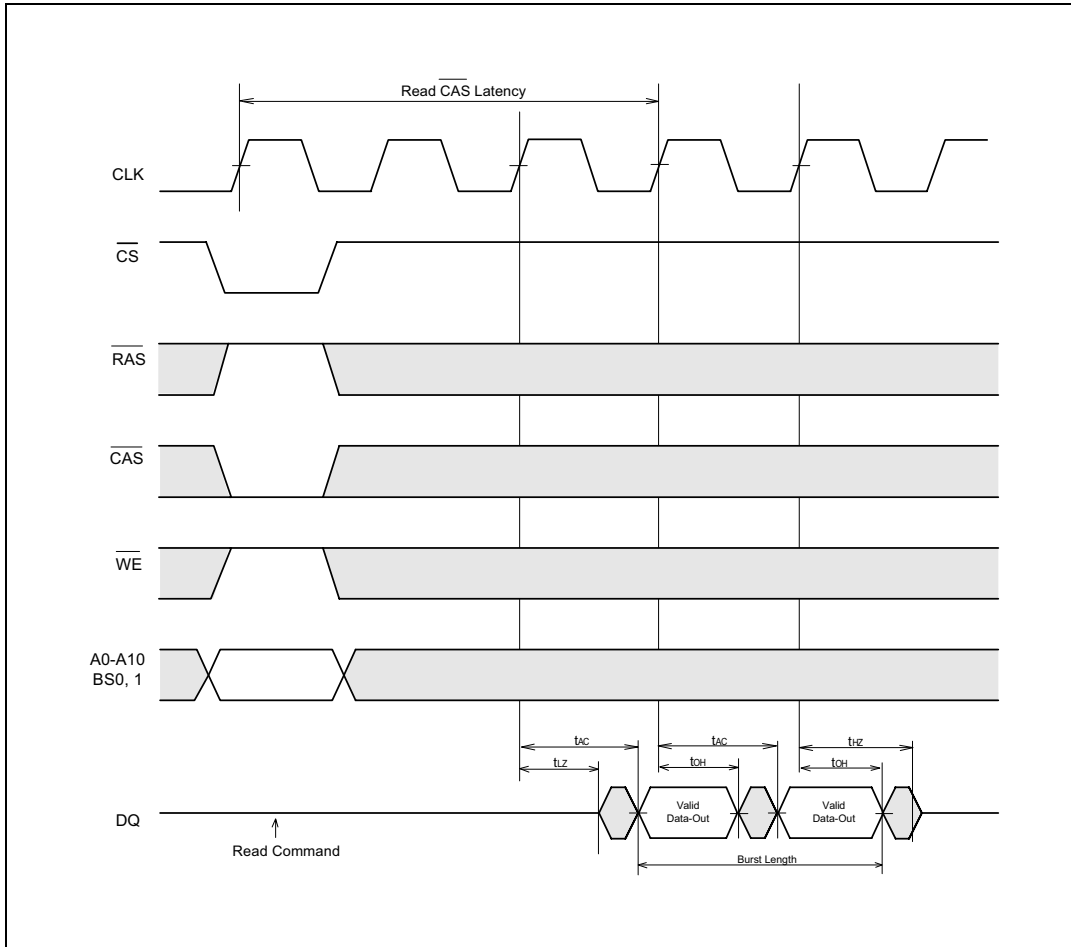 Read CAS Latency
CLK
CS
RAS
CAS
WE
A0-A10
BS0, 1
tAC
tAC
tHZ
tLZ
tOH
tOH
DQ
Valid
Data-Out
Valid
Data-Out
Read Command
Burst Length